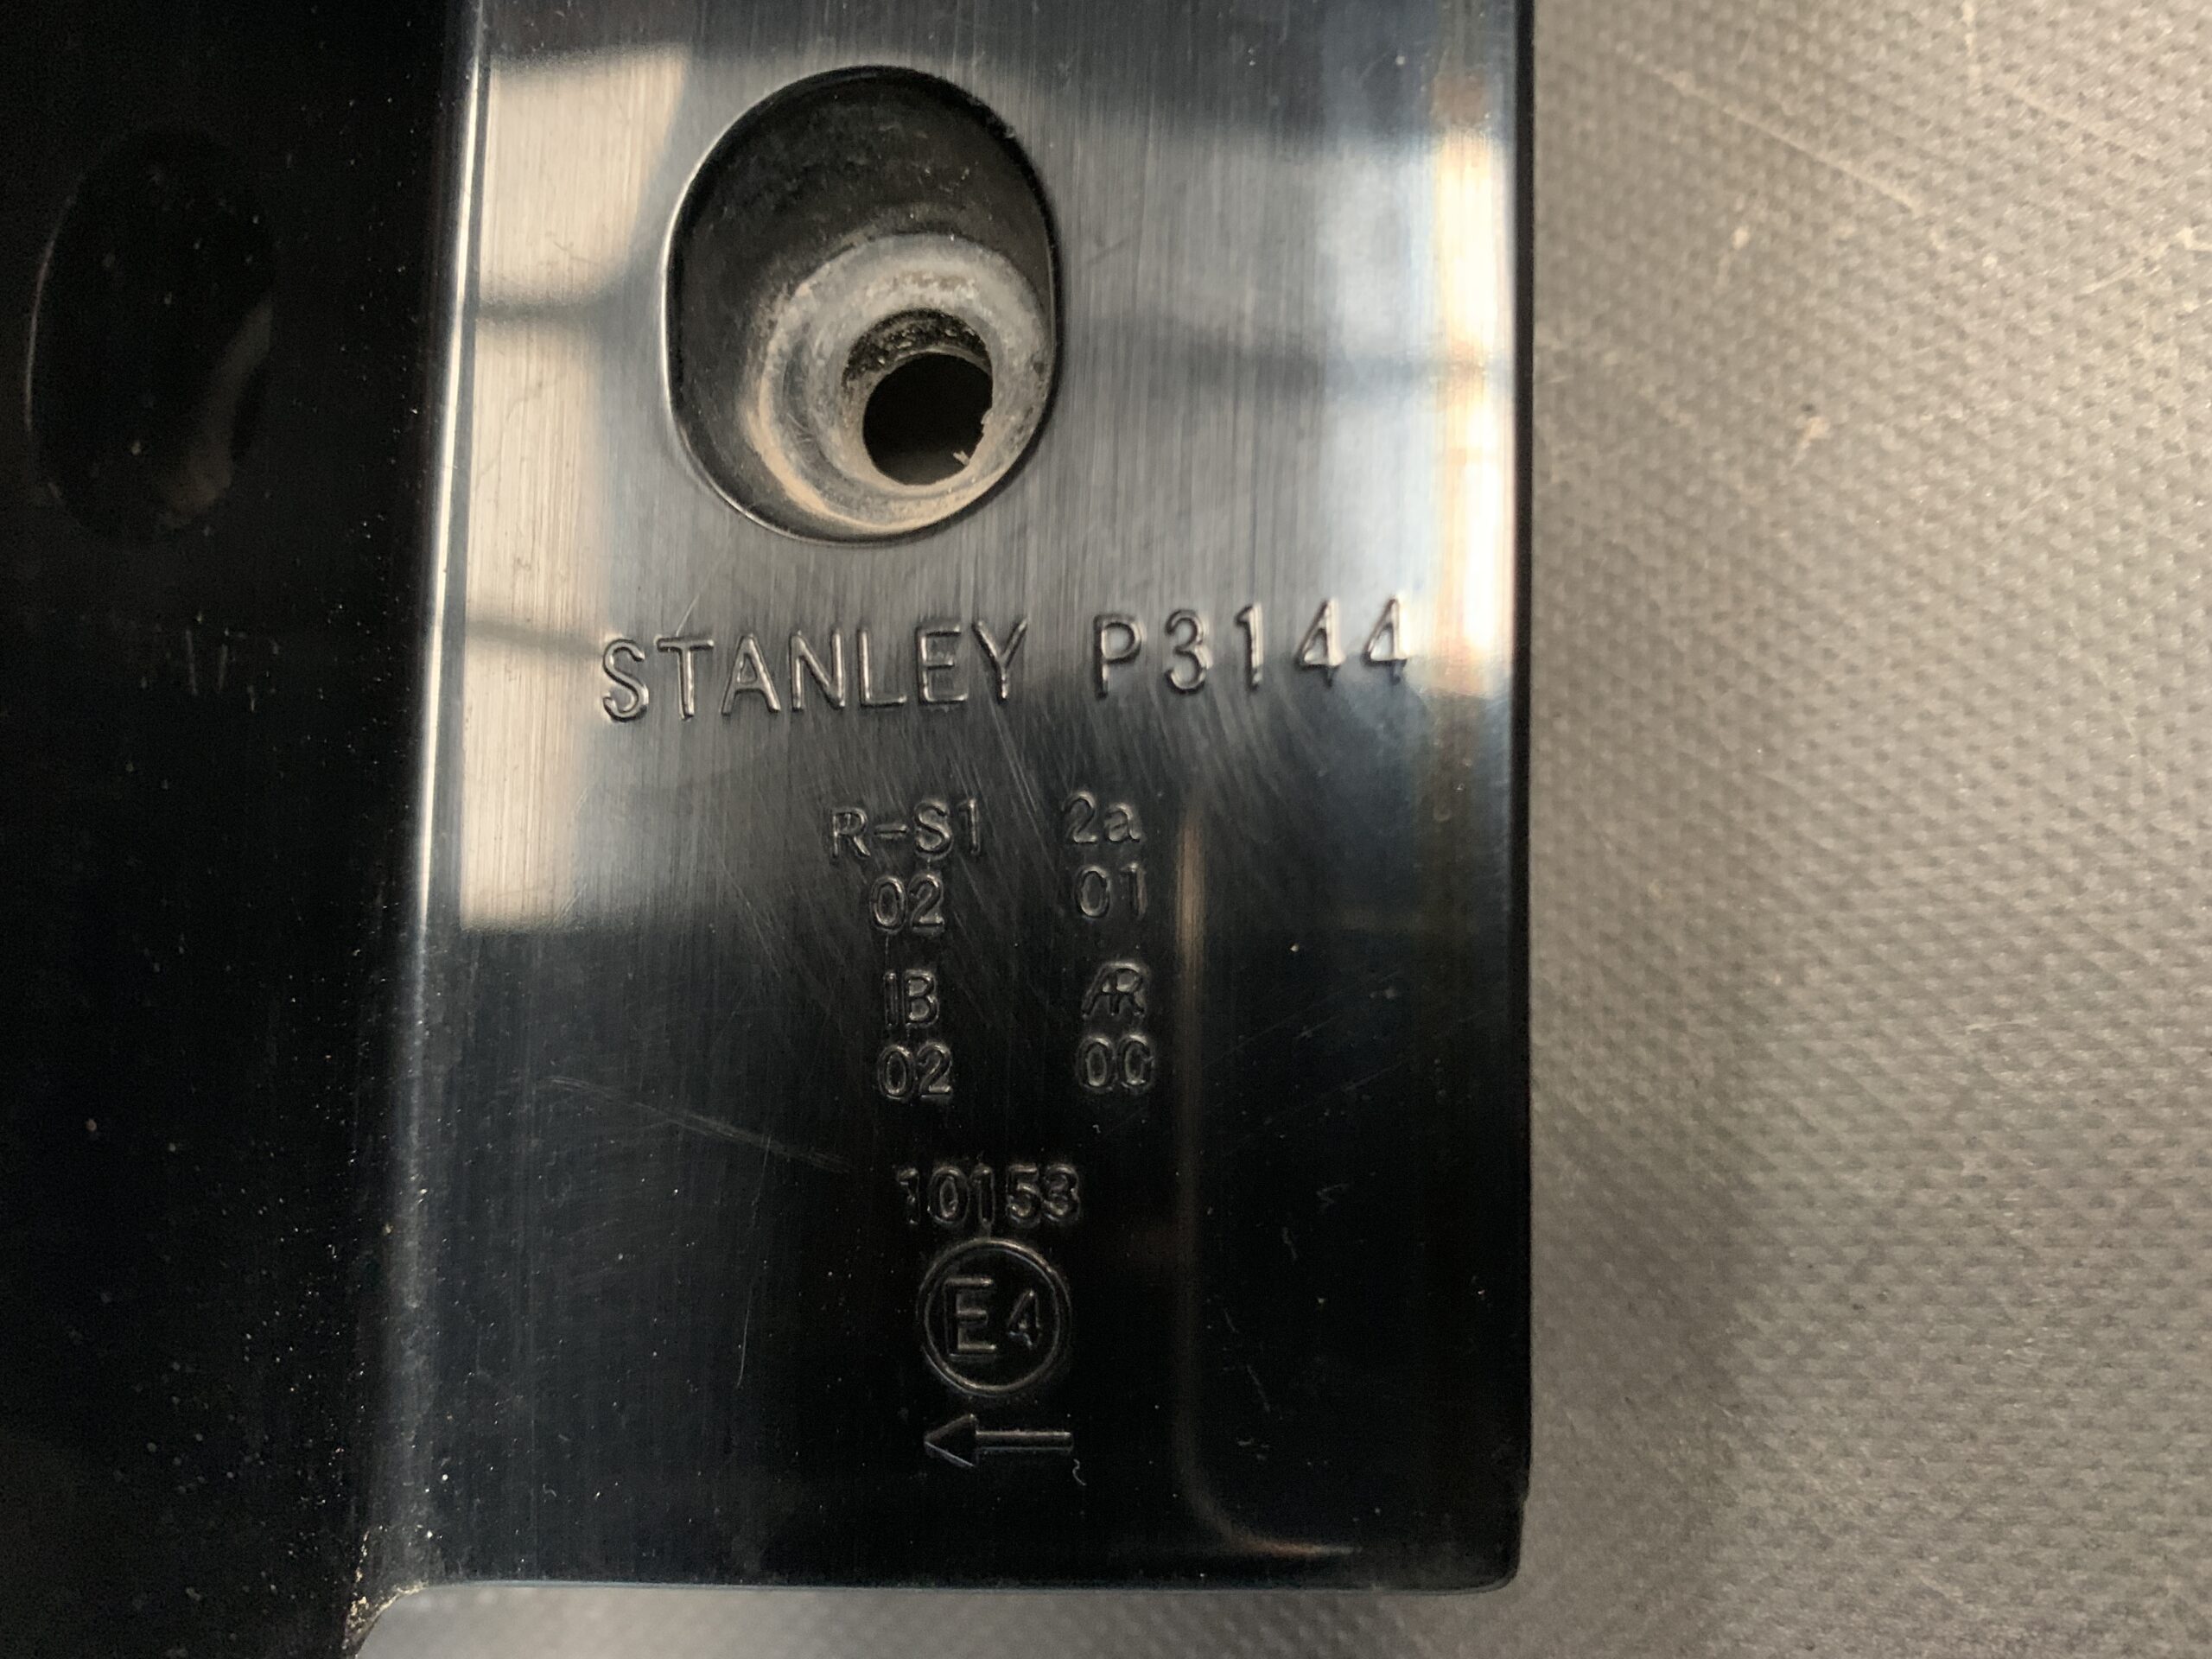 STANLEY P3144
R-S1 2a
02 01
IB AR
02 00
10153
E4